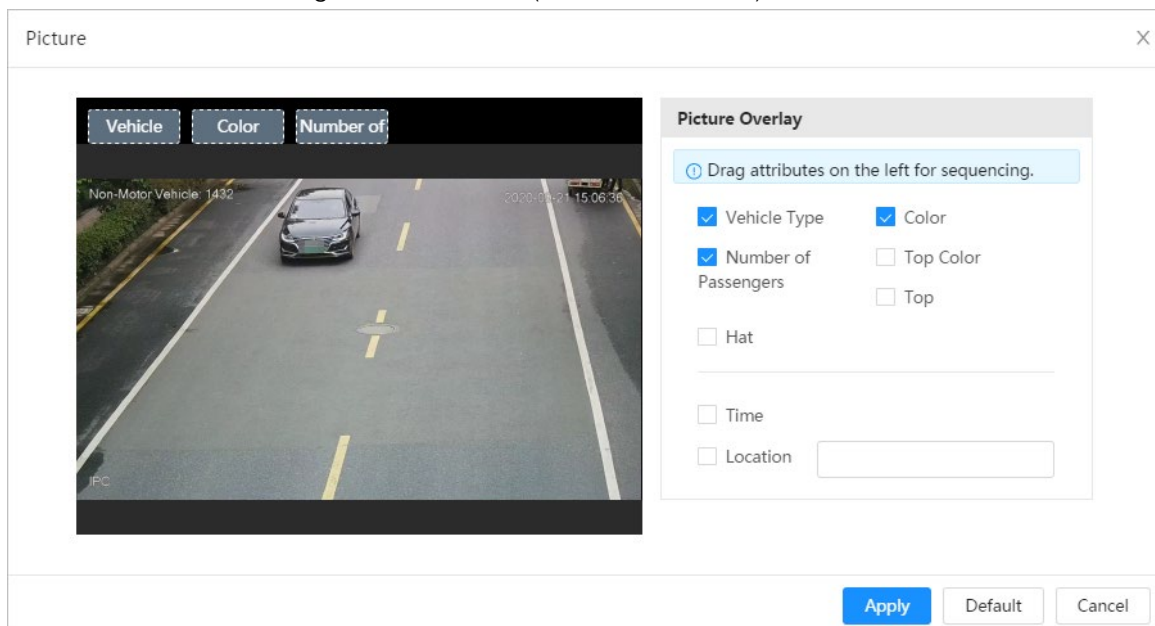 Picture
X
Vehicle Color Number of
Non-Motor Vehicle: 1432
15:06:36
IPC
Picture Overlay
Drag attributes on the left for sequencing.
Vehicle Type Color
Number of Top Color
Passengers
Top
Hat
Time
Location
Apply Default Cancel